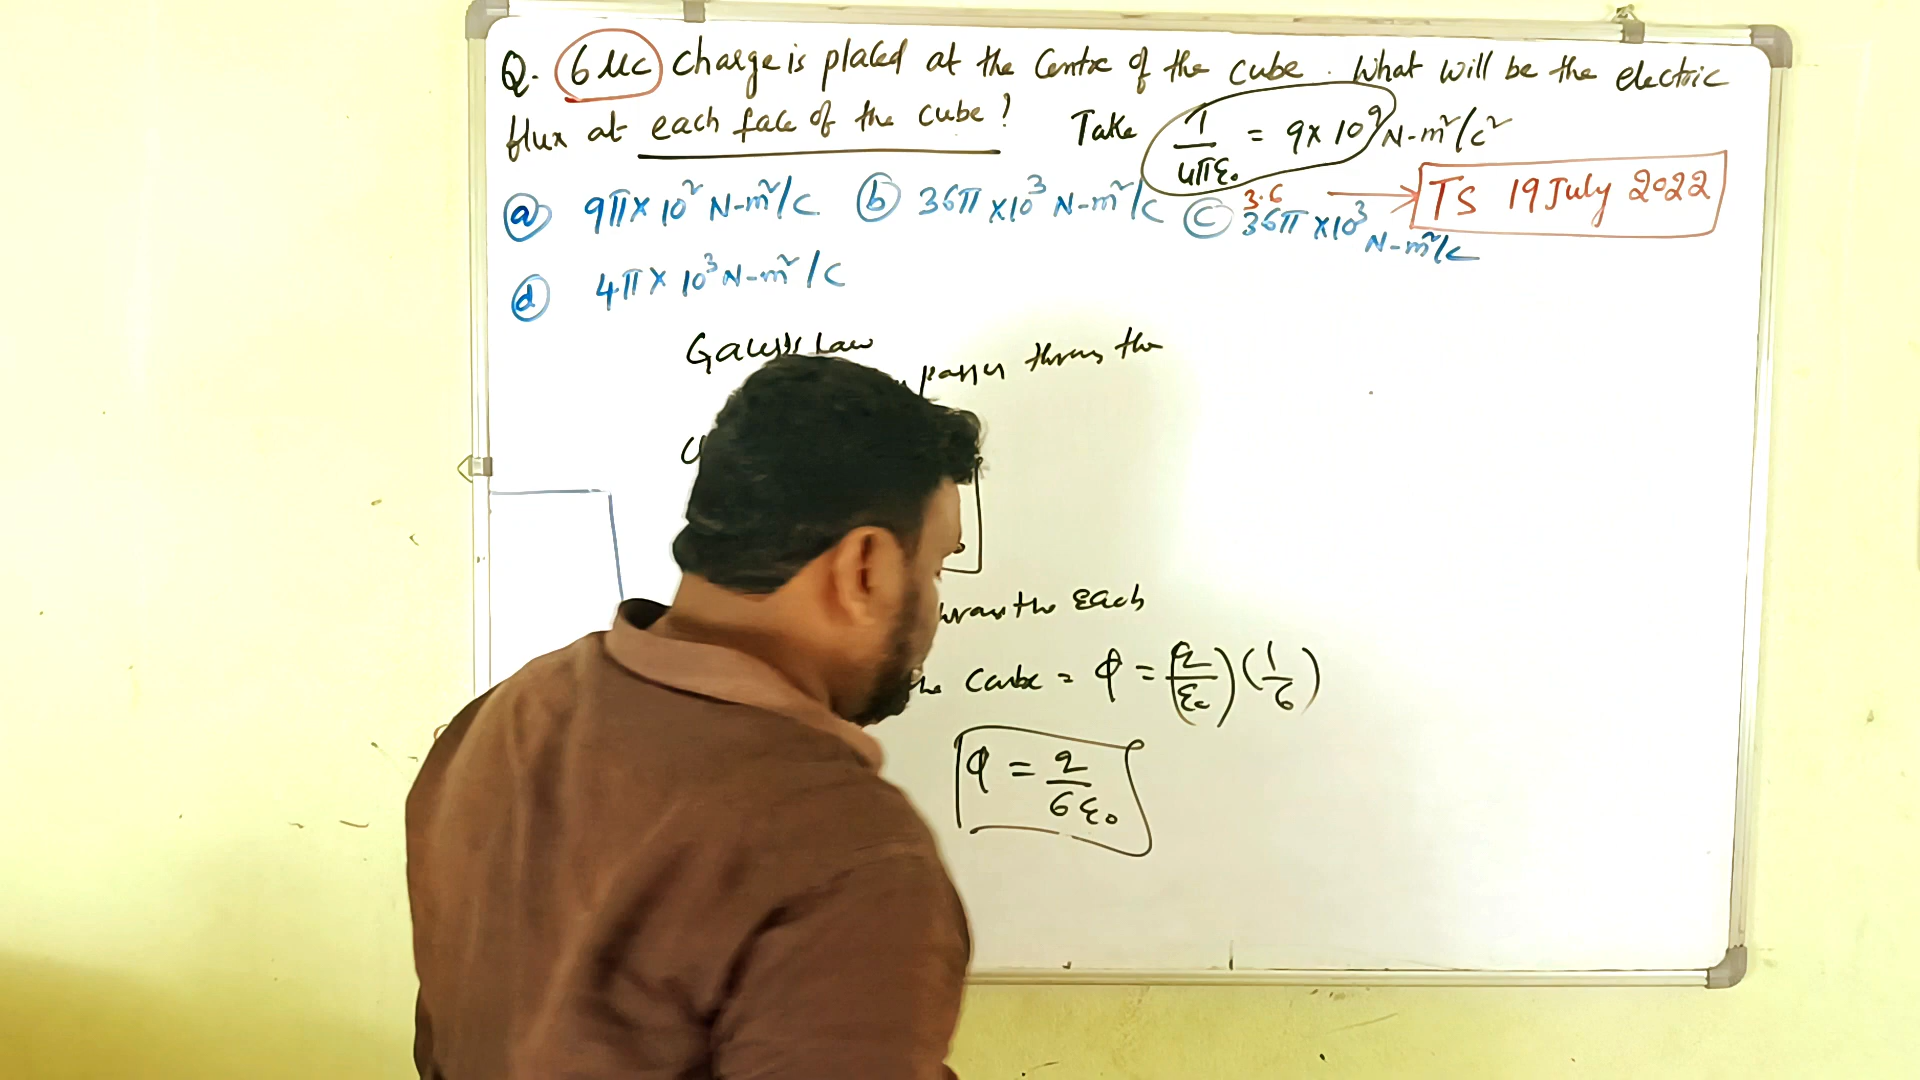 Q. 6 μc charge is placed at the centre of the cube. What will be the electric
flux at each face of the cube? Take 1/4πε₀ = 9×10⁹ N-m²/c²
ⓐ 9π×10² N-m²/c ⓑ 36π×10³ N-m²/c ⓒ 3.6 36π×10³ N-m²/c → TS 19 July 2022
ⓓ 4π×10³ N-m²/c
Gauss's Law
passes the
the Each
Cube = φ = (q/ε₀)(1/6)
φ = q/6ε₀